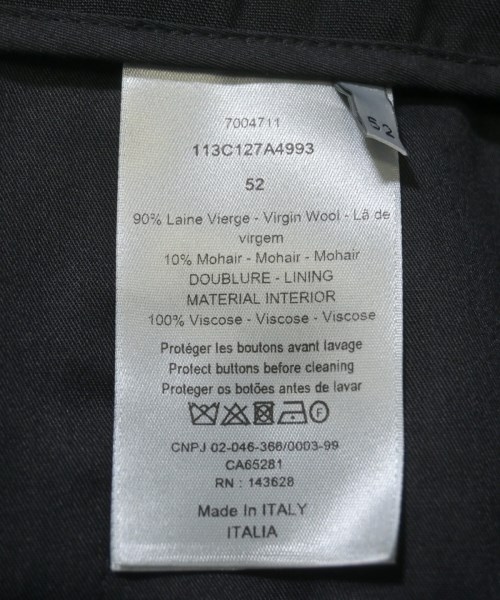 7004711
113C127A4993
52
90% Laine Vierge - Virgin Wool - Lã de
virgem
10% Mohair - Mohair - Mohair
DOUBLURE - LINING
MATERIAL INTERIOR
100% Viscose - Viscose - Viscose
Protéger les boutons avant lavage
Protect buttons before cleaning
Proteger os botões antes de lavar
F
CNPJ 02-046-366/0003-99
CA65281
RN : 143628
Made In ITALY
ITALIA